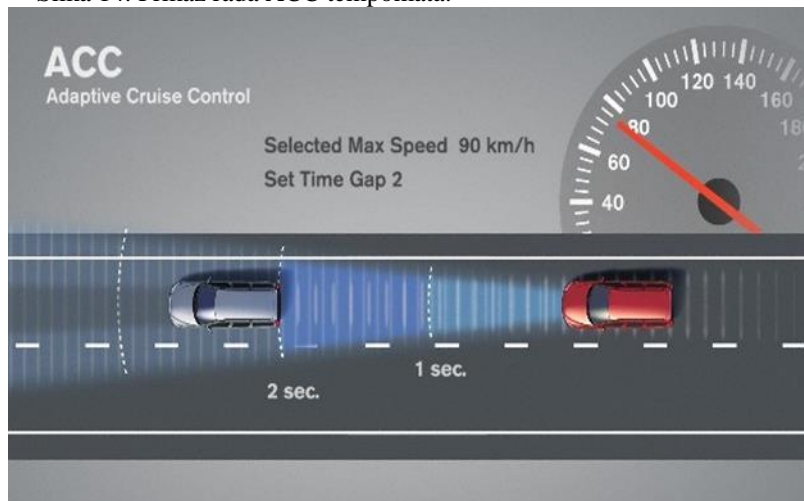 ACC
Adaptive Cruise Control
Selected Max Speed 90 km/h
Set Time Gap 2
40
60
80
100
120
140
160
1 sec.
2 sec.